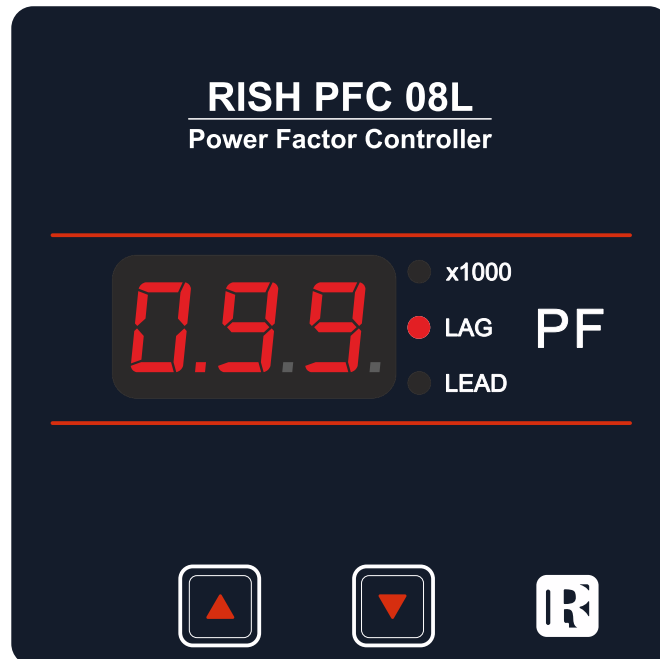 RISH PFC 08L
Power Factor Controller
0.99
x1000
LAG
PF
LEAD
R